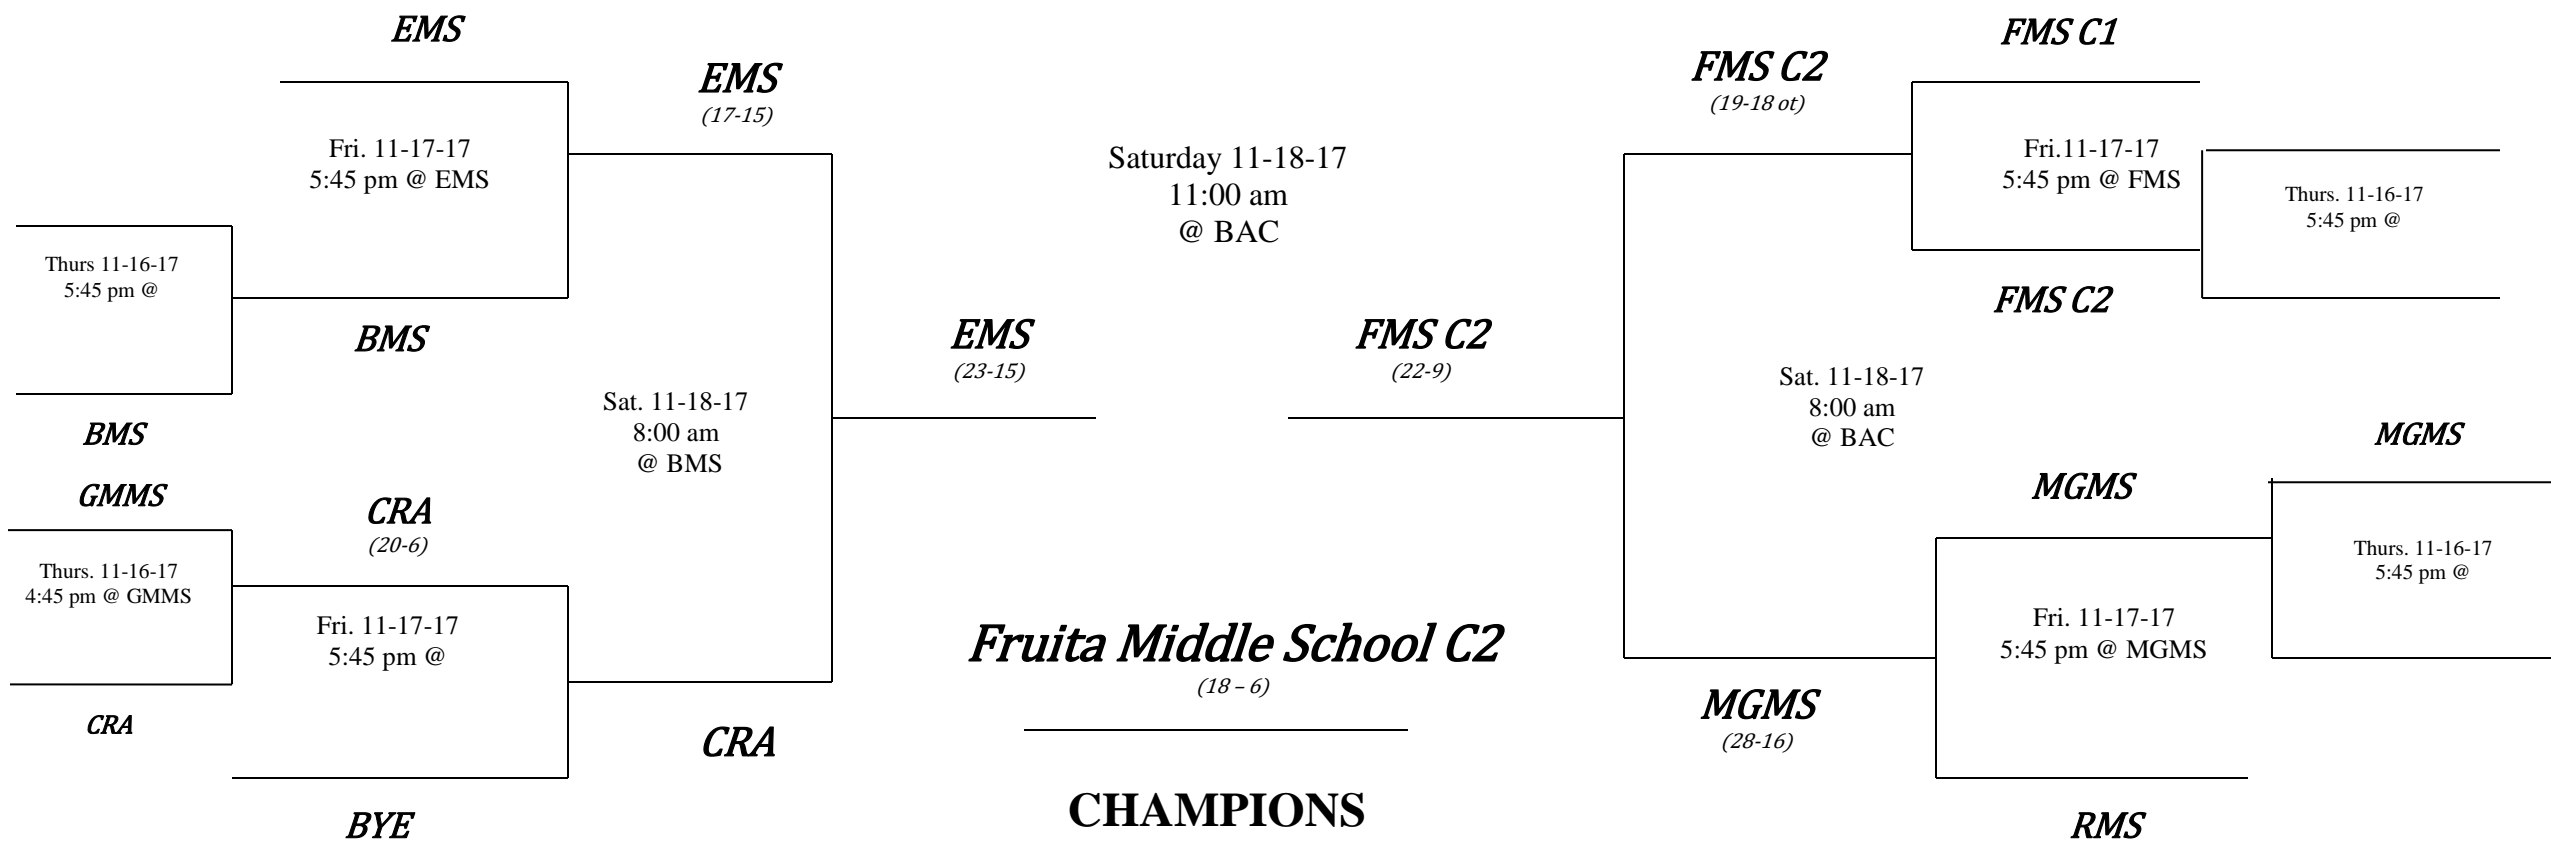 EMS
EMS
(17-15)
Fri. 11-17-17
5:45 pm @ EMS
Thurs 11-16-17
5:45 pm @
BMS
BMS
Sat. 11-18-17
8:00 am
@ BMS
GMMS
Thurs. 11-16-17
4:45 pm @ GMMS
CRA
CRA
(20-6)
Fri. 11-17-17
5:45 pm @
BYE
CRA
EMS
(23-15)
Saturday 11-18-17
11:00 am
@ BAC
FMS C2
(22-9)
Fruita Middle School C2
(18 – 6)
CHAMPIONS
FMS C2
(19-18 ot)
FMS C1
Fri.11-17-17
5:45 pm @ FMS
Thurs. 11-16-17
5:45 pm @
FMS C2
Sat. 11-18-17
8:00 am
@ BAC
MGMS
MGMS
Thurs. 11-16-17
5:45 pm @
Fri. 11-17-17
5:45 pm @ MGMS
MGMS
(28-16)
RMS